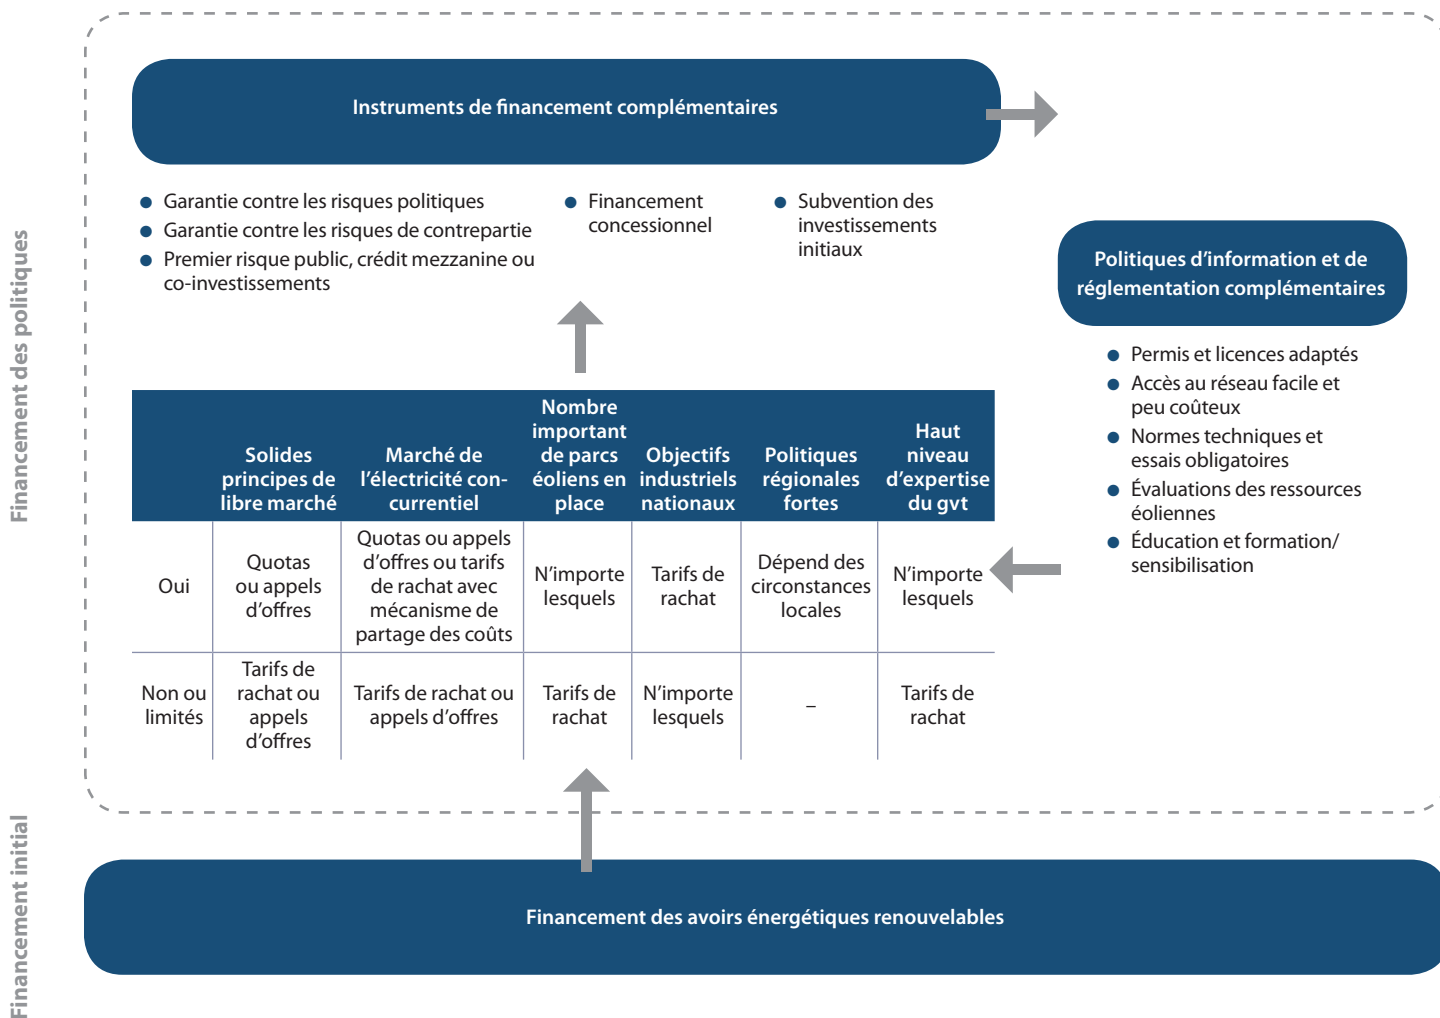 Financement des politiques
Instruments de financement complémentaires
Garantie contre les risques politiques
Garantie contre les risques de contrepartie
Premier risque public, crédit mezzanine ou
co-investissements
Financement
concessionnel
Subvention des
investissements
initiaux
Politiques d’information et de
réglementation complémentaires
Permis et licences adaptés
Accès au réseau facile et
peu coûteux
Normes techniques et
essais obligatoires
Évaluations des ressources
éoliennes
Éducation et formation/
sensibilisation
Solides
principes de
libre marché
Marché de
l’électricité con-
currentiel
Nombre
important
de parcs
éoliens en
place
Objectifs
industriels
nationaux
Politiques
régionales
fortes
Haut
niveau
d’expertise
du gvt
Oui
Quotas
ou appels
d’offres
Quotas ou appels
d’offres ou tarifs
de rachat avec
mécanisme de
partage des coûts
N’importe
lesquels
Tarifs de
rachat
Dépend des
circonstances
locales
N’importe
lesquels
Non ou
limités
Tarifs de
rachat ou
appels
d’offres
Tarifs de rachat ou
appels d’offres
Tarifs de
rachat
N’importe
lesquels
–
Tarifs de
rachat
Financement initial
Financement des avoirs énergétiques renouvelables